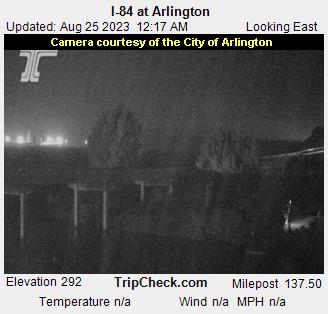 I-84 at Arlington
Updated: Aug 25 2023 12:17 AM Looking East
Camera courtesy of the City of Arlington
Elevation 292 TripCheck.com Milepost 137.50
Temperature n/a Wind n/a MPH n/a